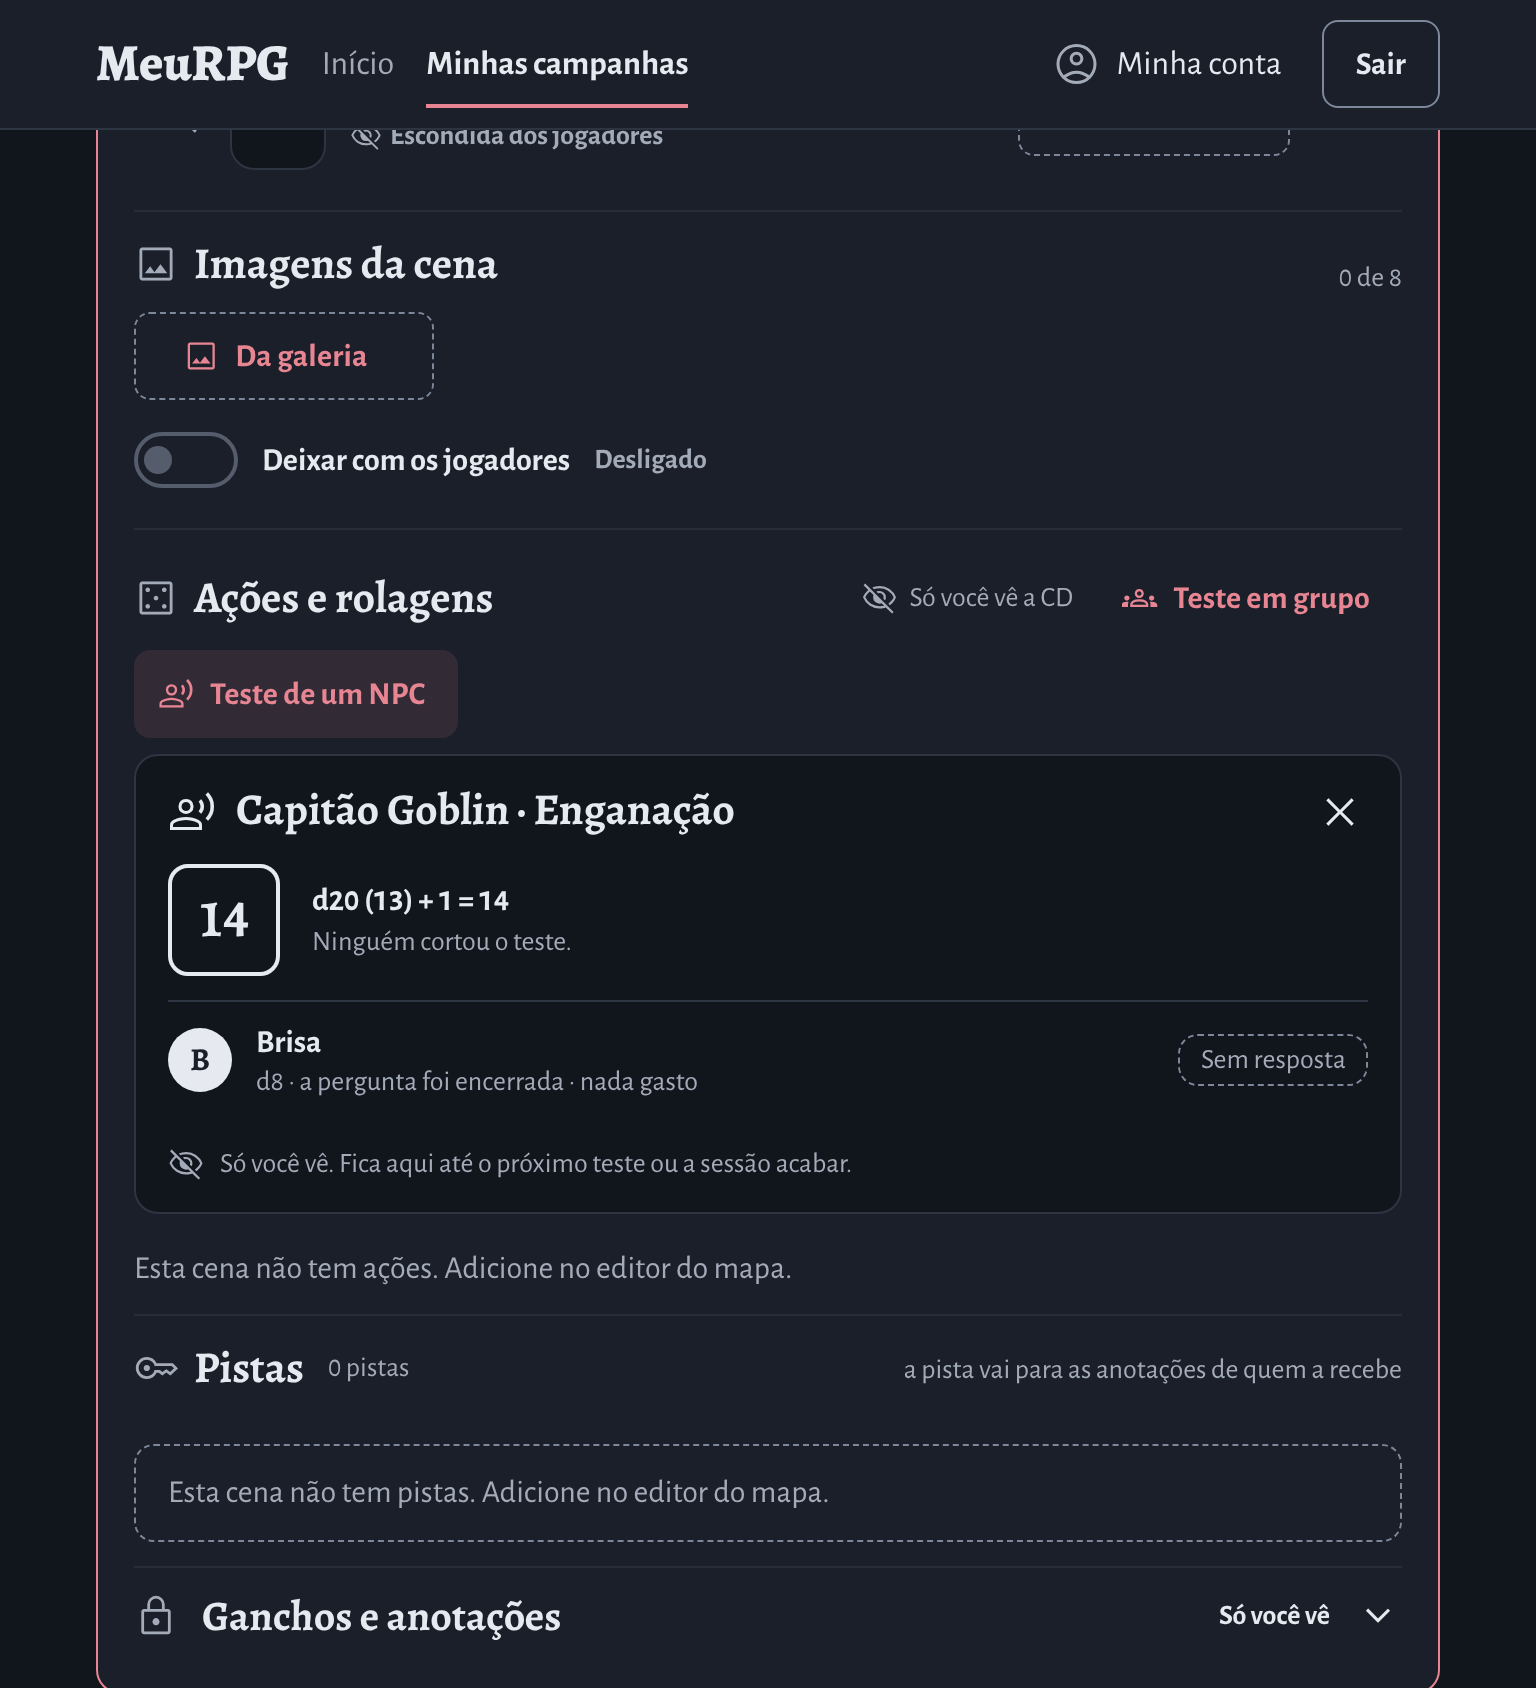 MeuRPG Início Minhas campanhas Minha conta Sair
Escondida dos jogadores
Imagens da cena 0 de 8
Da galeria
Deixar com os jogadores Desligado
Ações e rolagens Só você vê a CD Teste em grupo
Teste de um NPC
Capitão Goblin · Enganação
14
d20 (13) + 1 = 14
Ninguém cortou o teste.
B
Brisa
d8 · a pergunta foi encerrada · nada gasto
Sem resposta
Só você vê. Fica aqui até o próximo teste ou a sessão acabar.
Esta cena não tem ações. Adicione no editor do mapa.
Pistas 0 pistas a pista vai para as anotações de quem a recebe
Esta cena não tem pistas. Adicione no editor do mapa.
Ganchos e anotações Só você vê